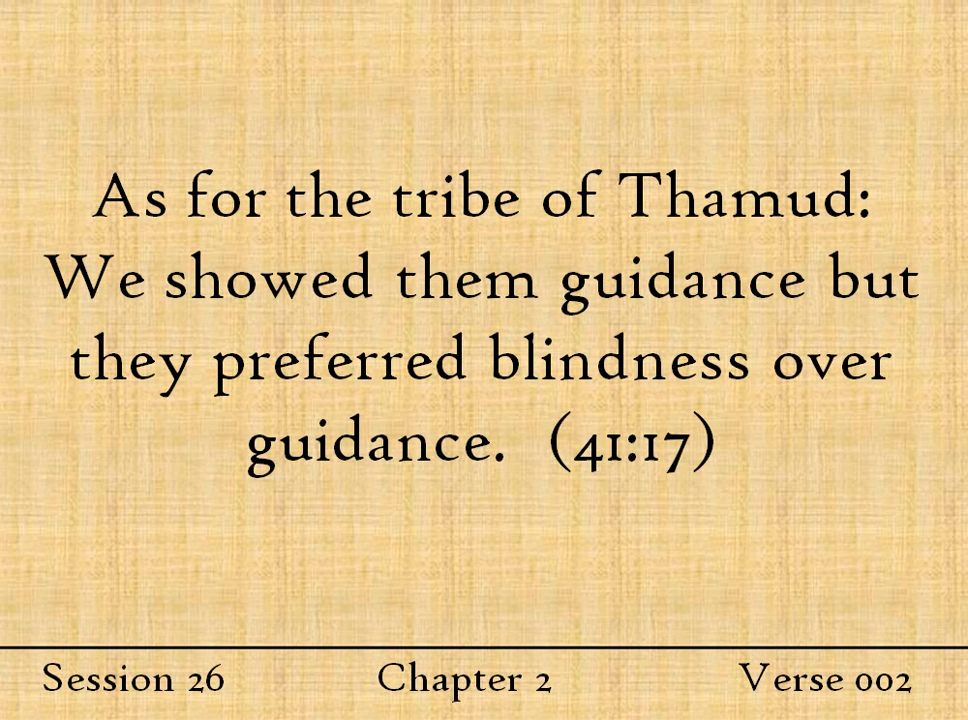 As for the tribe of Thamud:
We showed them guidance but
they preferred blindness over
guidance. (41:17)
Session 26 Chapter 2 Verse 002